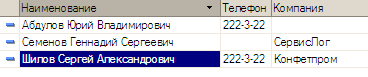 Наименование Телефон Компания
Абдулов Юрий Владимирович 222-3-22
Семенов Геннадий Сергеевич СервисЛог
Шилов Сергей Александрович 222-3-22 Конфетпром